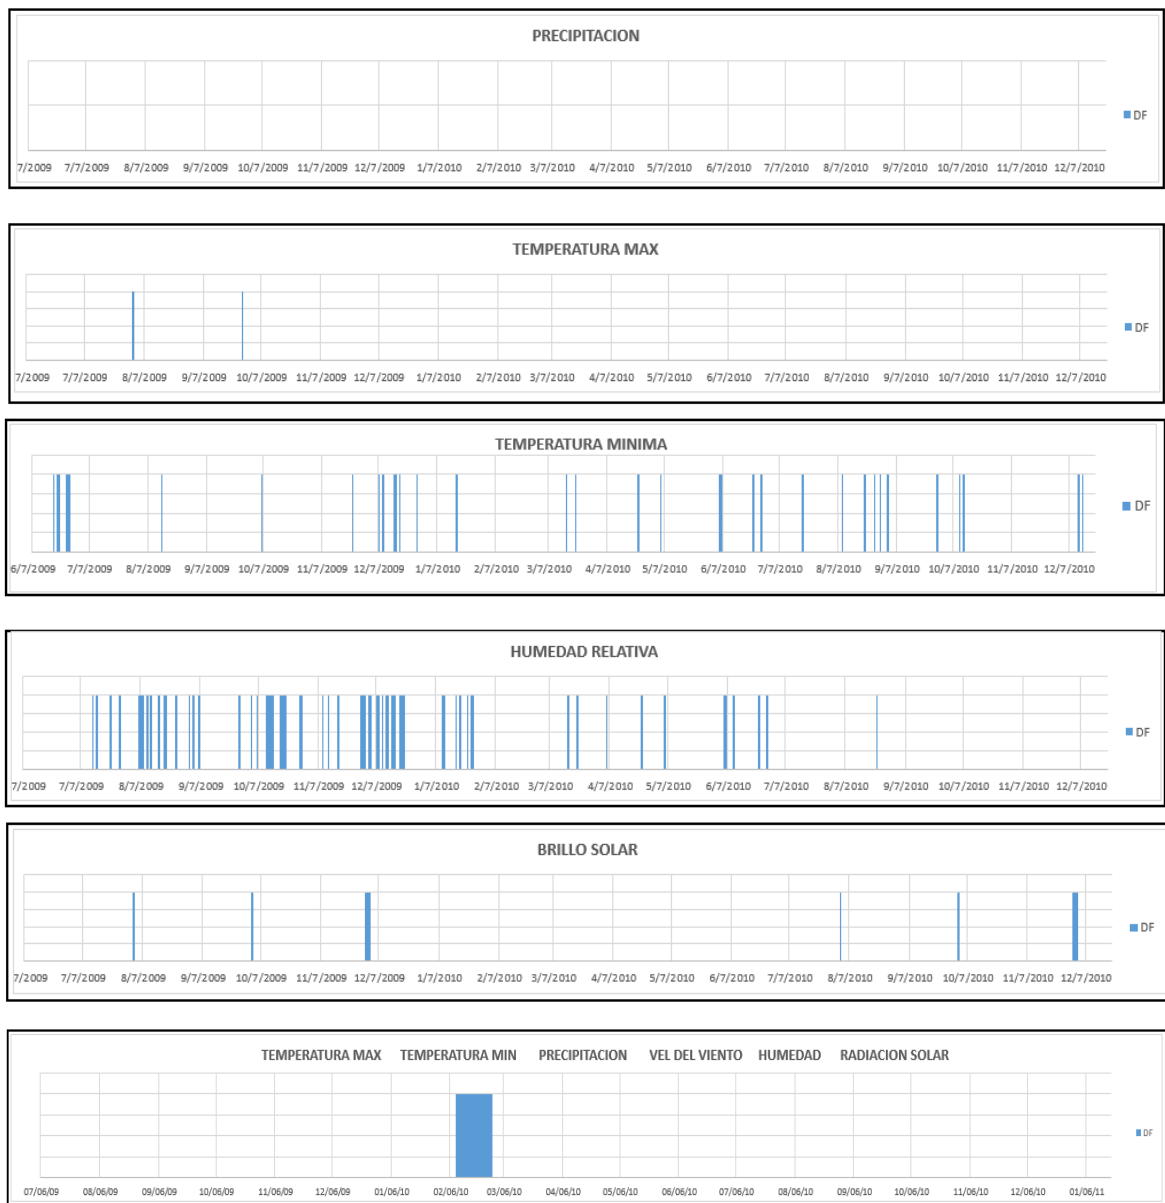 PRECIPITACION
DF
7/2009 7/7/2009 8/7/2009 9/7/2009 10/7/2009 11/7/2009 12/7/2009 1/7/2010 2/7/2010 3/7/2010 4/7/2010 5/7/2010 6/7/2010 7/7/2010 8/7/2010 9/7/2010 10/7/2010 11/7/2010 12/7/2010
TEMPERATURA MAX
DF
7/2009 7/7/2009 8/7/2009 9/7/2009 10/7/2009 11/7/2009 12/7/2009 1/7/2010 2/7/2010 3/7/2010 4/7/2010 5/7/2010 6/7/2010 7/7/2010 8/7/2010 9/7/2010 10/7/2010 11/7/2010 12/7/2010
TEMPERATURA MINIMA
DF
6/7/2009 7/7/2009 8/7/2009 9/7/2009 10/7/2009 11/7/2009 12/7/2009 1/7/2010 2/7/2010 3/7/2010 4/7/2010 5/7/2010 6/7/2010 7/7/2010 8/7/2010 9/7/2010 10/7/2010 11/7/2010 12/7/2010
HUMEDAD RELATIVA
DF
7/2009 7/7/2009 8/7/2009 9/7/2009 10/7/2009 11/7/2009 12/7/2009 1/7/2010 2/7/2010 3/7/2010 4/7/2010 5/7/2010 6/7/2010 7/7/2010 8/7/2010 9/7/2010 10/7/2010 11/7/2010 12/7/2010
BRILLO SOLAR
DF
7/2009 7/7/2009 8/7/2009 9/7/2009 10/7/2009 11/7/2009 12/7/2009 1/7/2010 2/7/2010 3/7/2010 4/7/2010 5/7/2010 6/7/2010 7/7/2010 8/7/2010 9/7/2010 10/7/2010 11/7/2010 12/7/2010
TEMPERATURA MAX TEMPERATURA MIN PRECIPITACION VEL DEL VIENTO HUMEDAD RADIACION SOLAR
DF
07/06/09 08/06/09 09/06/09 10/06/09 11/06/09 12/06/09 01/06/10 02/06/10 03/06/10 04/06/10 05/06/10 06/06/10 07/06/10 08/06/10 09/06/10 10/06/10 11/06/10 12/06/10 01/06/11